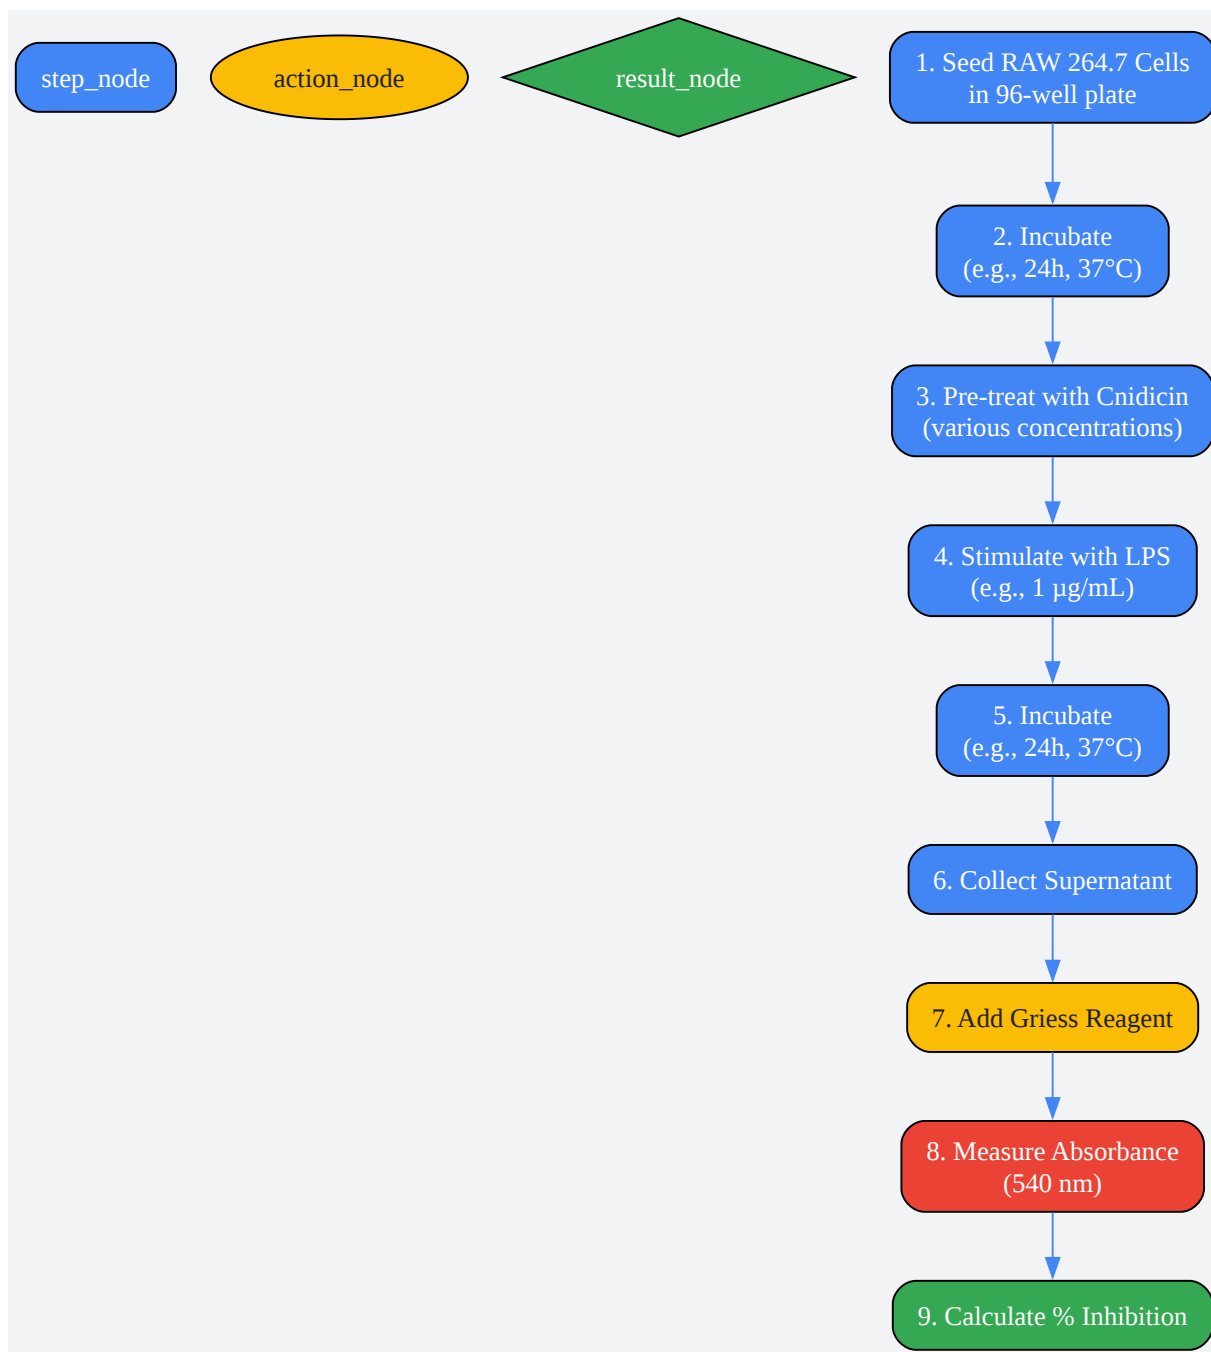 step_node
action_node
result_node
1. Seed RAW 264.7 Cells
in 96-well plate
2. Incubate
(e.g., 24h, 37°C)
3. Pre-treat with Cnidicin
(various concentrations)
4. Stimulate with LPS
(e.g., 1 µg/mL)
5. Incubate
(e.g., 24h, 37°C)
6. Collect Supernatant
7. Add Griess Reagent
8. Measure Absorbance
(540 nm)
9. Calculate % Inhibition